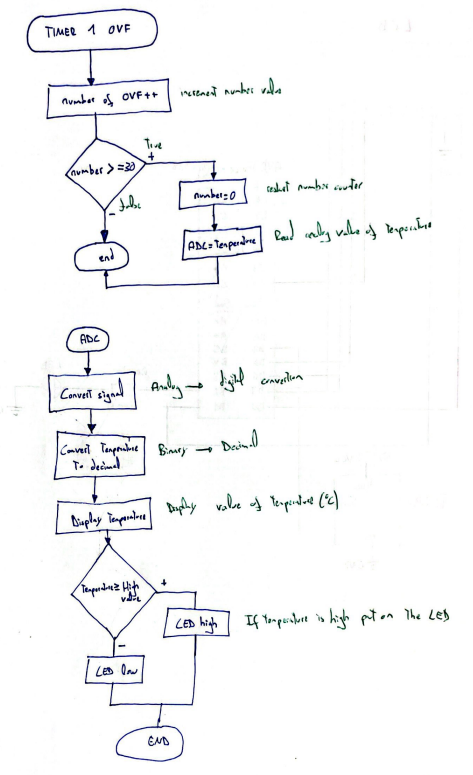 TIMER 1 OVF
number of OVF++
increment number value
True
+
number >=30
number=0
restart number counter
- false
end
ADC=Temperature
Read analog value of Temperature
ADC
Convert signal
Analog → digital convertion
Convert Temperature
To decimal
Binary → Decimal
Display Temperature
Display value of Temperature (°C)
Temperature ≥ High
value
+
LED high
If temperature is high put on the LED
-
LED low
END